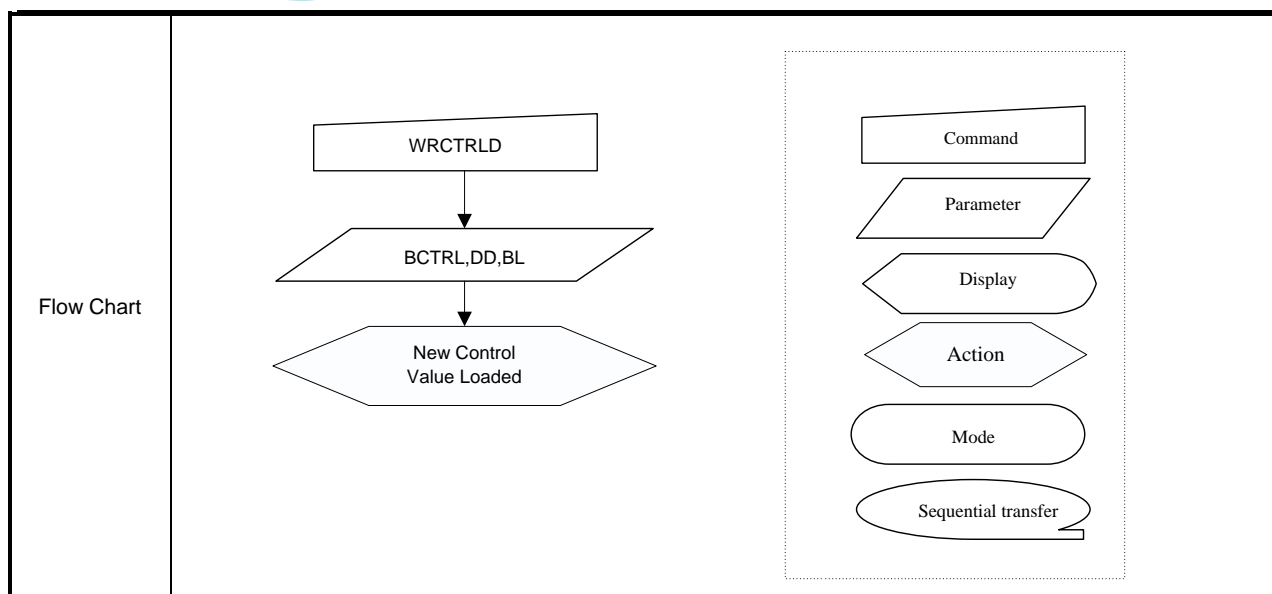 Flow Chart
WRCTRLD
BCTRL,DD,BL
New Control
Value Loaded
Command
Parameter
Display
Action
Mode
Sequential transfer